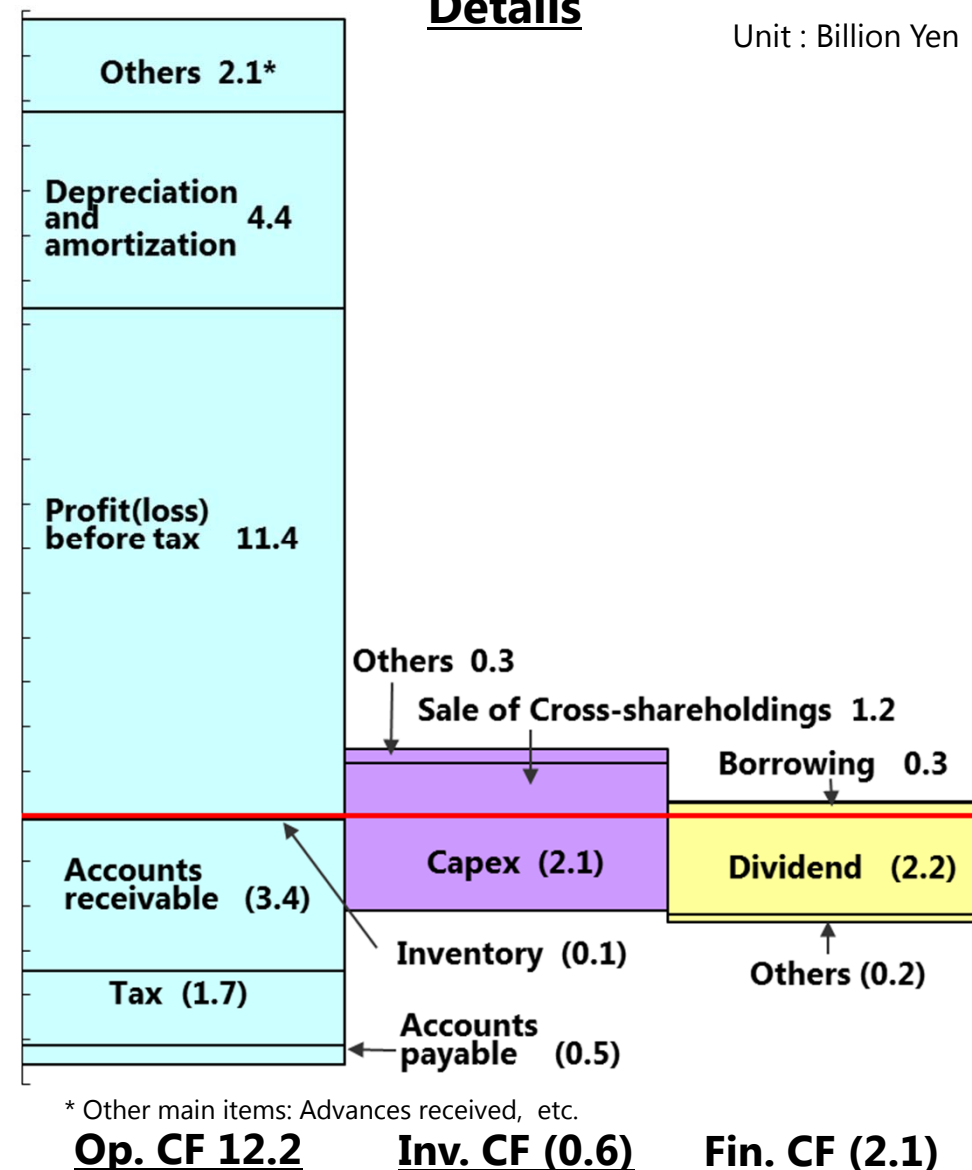 Details
Unit : Billion Yen
Others 2.1*
Depreciation
and 4.4
amortization
Profit(loss)
before tax 11.4
Others 0.3
Sale of Cross-shareholdings 1.2
Borrowing 0.3
Accounts
receivable (3.4)
Capex (2.1)
Dividend (2.2)
Inventory (0.1)
Others (0.2)
Tax (1.7)
Accounts
payable (0.5)
* Other main items: Advances received, etc.
Op. CF 12.2 Inv. CF (0.6) Fin. CF (2.1)